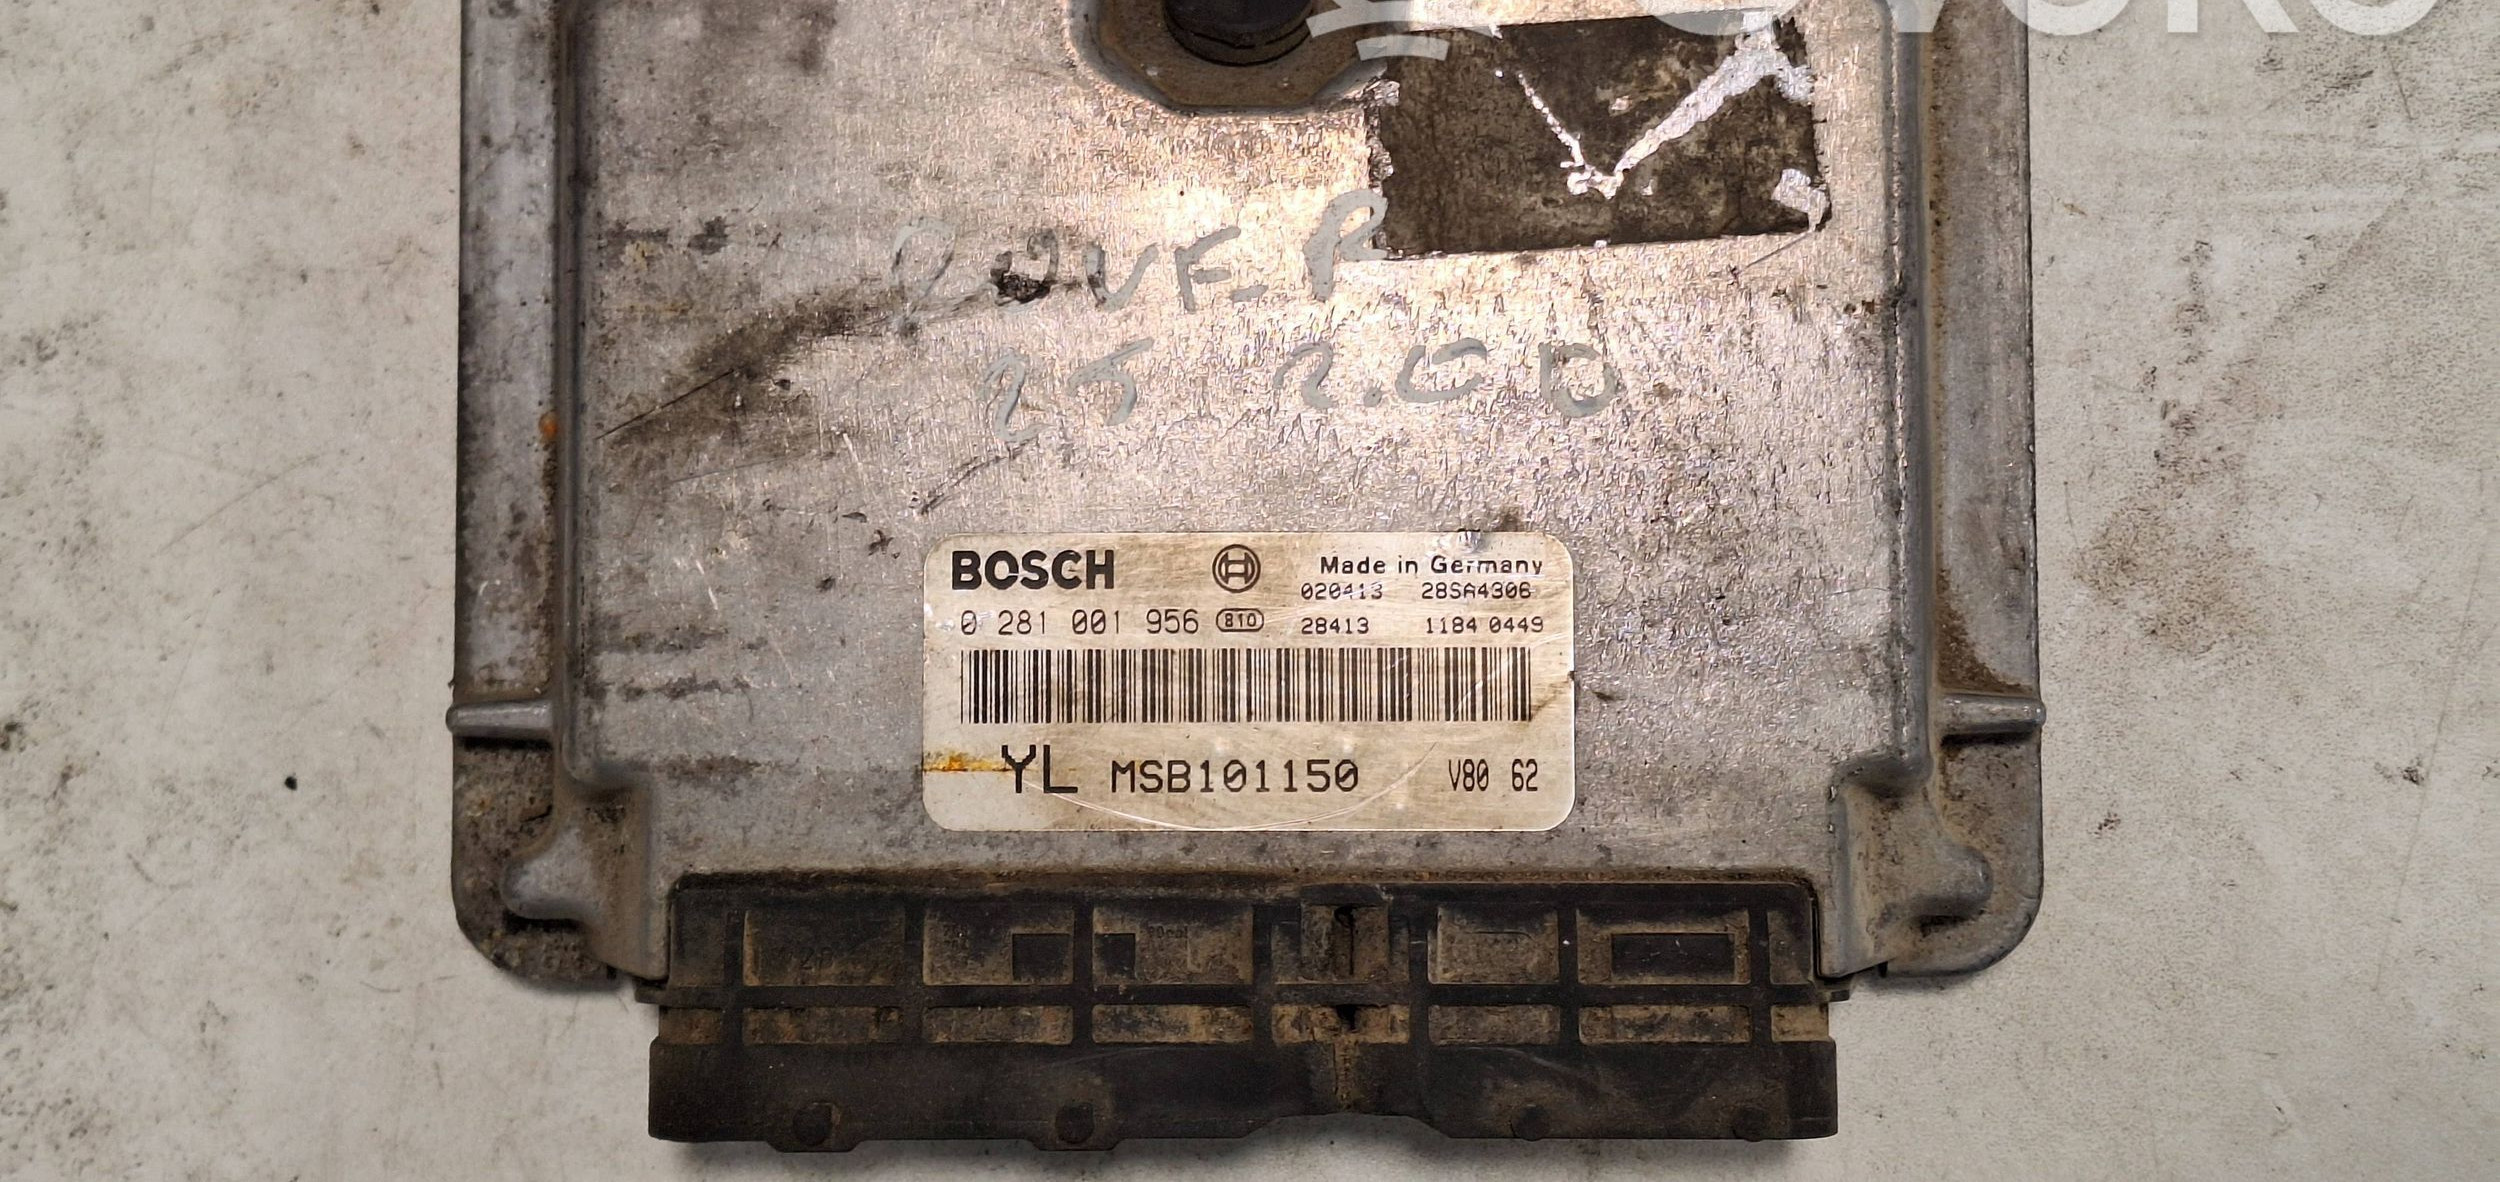 ROVER
25 2.0D
BOSCH
Made in Germany
020413 28SA4306
0 281 001 956 810 28413 1184 0449
YL MSB101150 V80 62